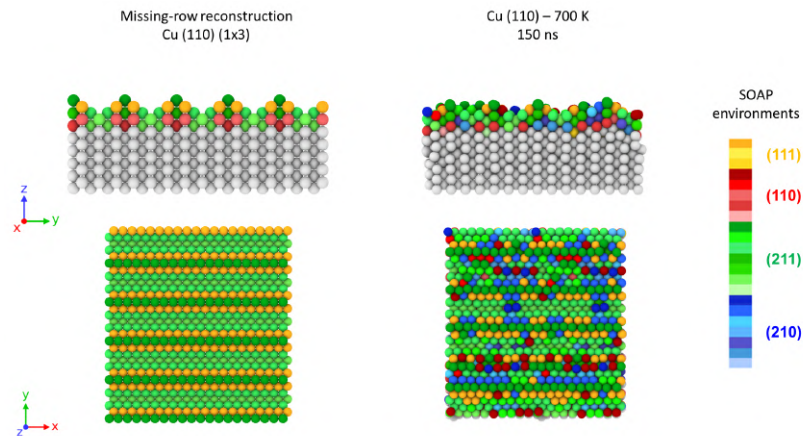 Missing-row reconstruction
Cu (110) (1x3)
Cu (110) – 700 K
150 ns
SOAP
environments
(111)
(110)
(211)
(210)
z
x
y
y
z
x